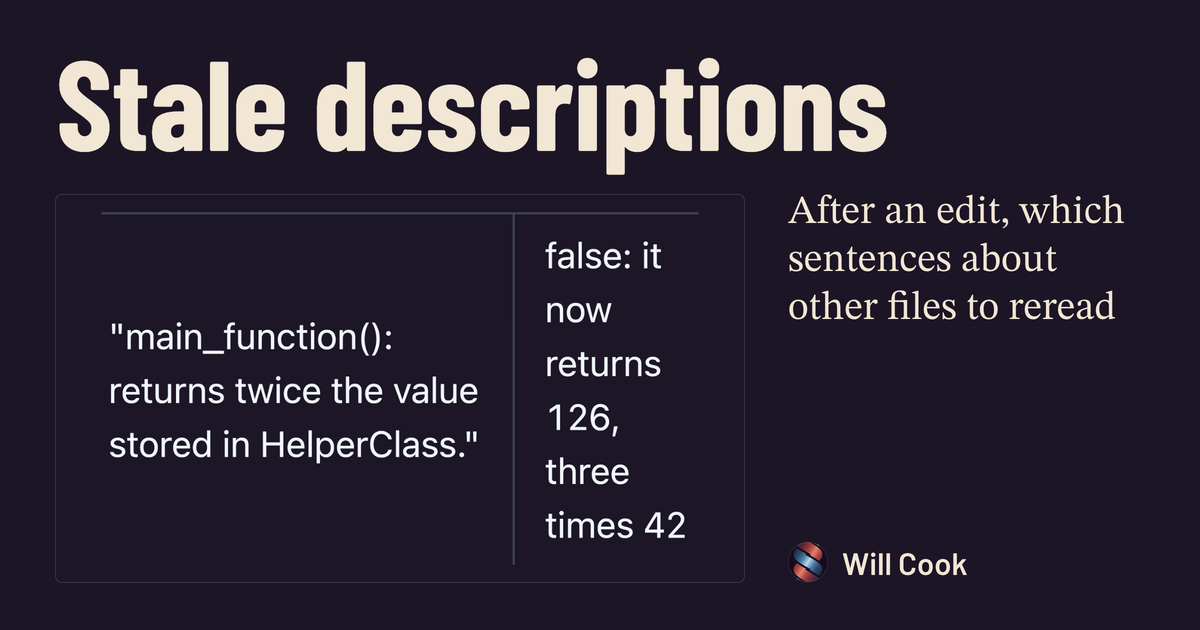 Stale descriptions
"main_function():
returns twice the value
stored in HelperClass."
false: it
now
returns
126,
three
times 42
After an edit, which
sentences about
other files to reread
Will Cook